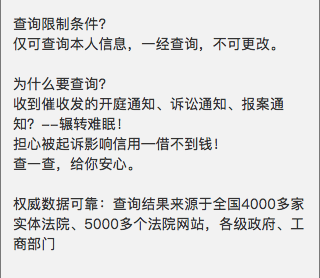 查询限制条件?
仅可查询本人信息，一经查询，不可更改。
为什么要查询?
收到催收发的开庭通知、诉讼通知、报案通
知? --辗转难眠！
担心被起诉影响信用一借不到钱！
查一查，给你安心。
权威数据可靠：查询结果来源于全国4000多家
实体法院、5000多个法院网站，各级政府、工
商部门